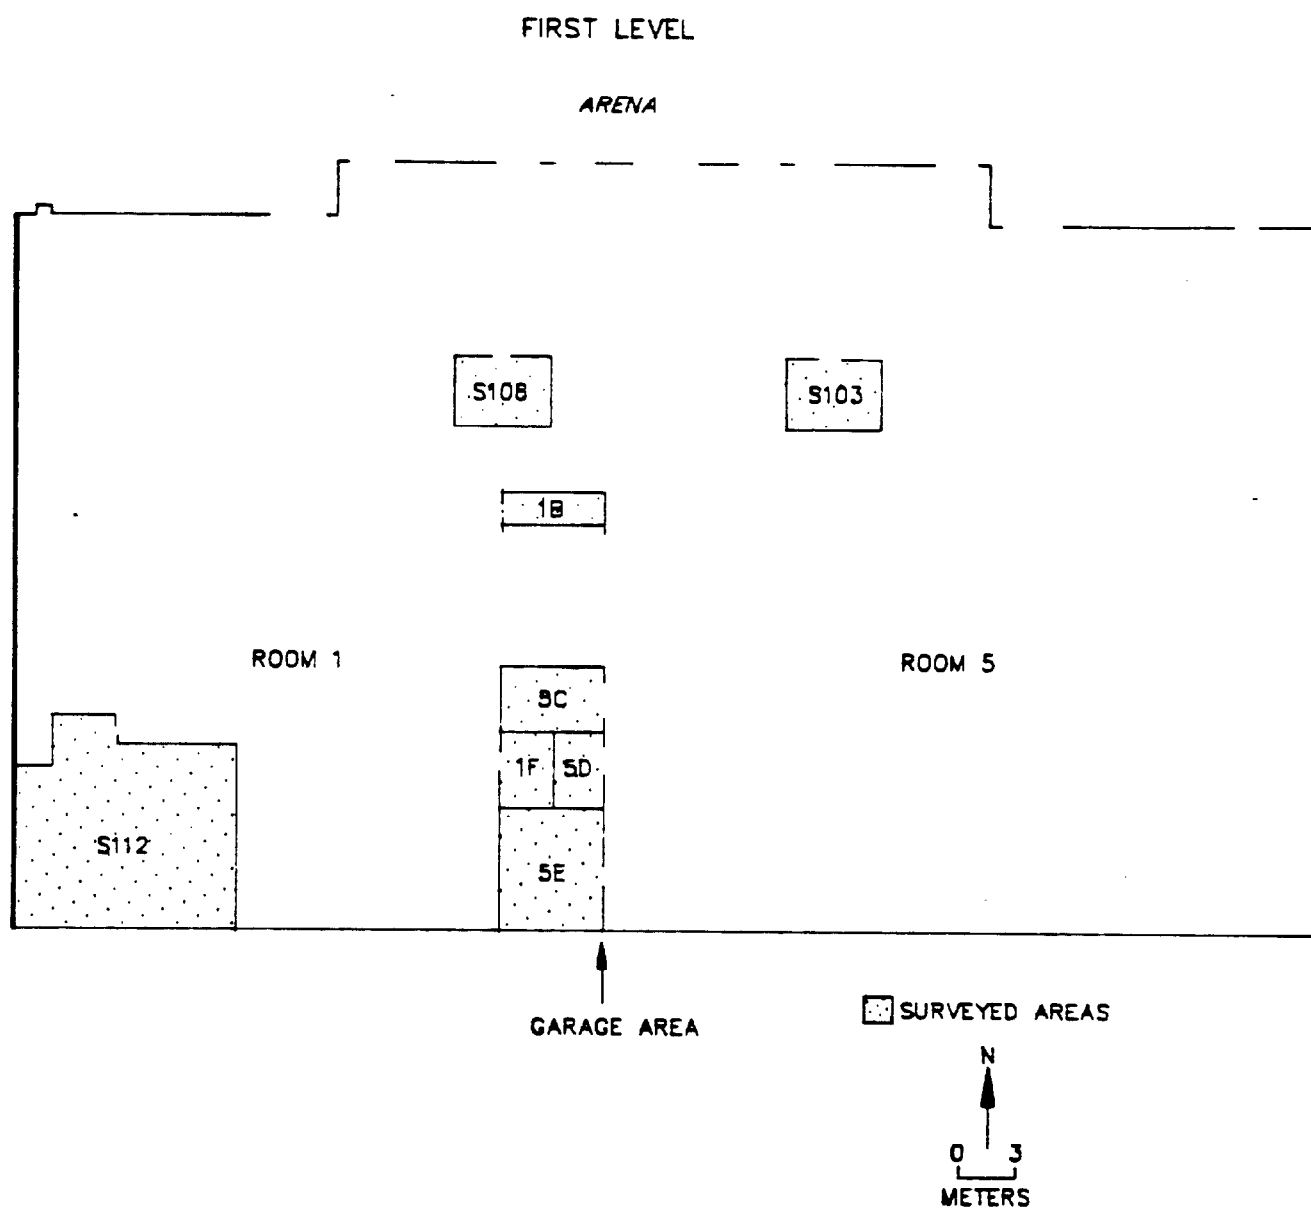 FIRST LEVEL
ARENA
S108
S103
1B
ROOM 1
ROOM 5
5C
1F
5D
S112
5E
GARAGE AREA
SURVEYED AREAS
N
0 3
METERS